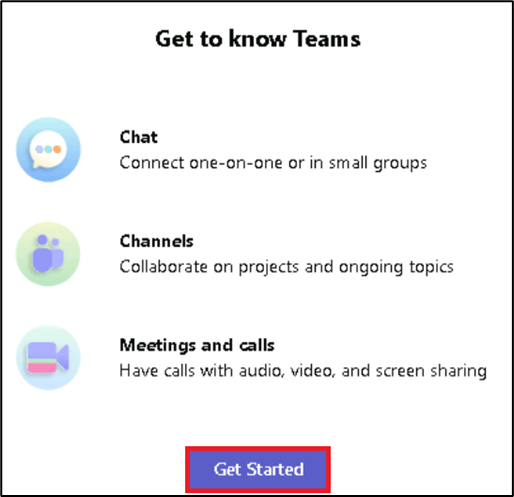 Get to know Teams
Chat
Connect one-on-one or in small groups
Channels
Collaborate on projects and ongoing topics
Meetings and calls
Have calls with audio, video, and screen sharing
Get Started